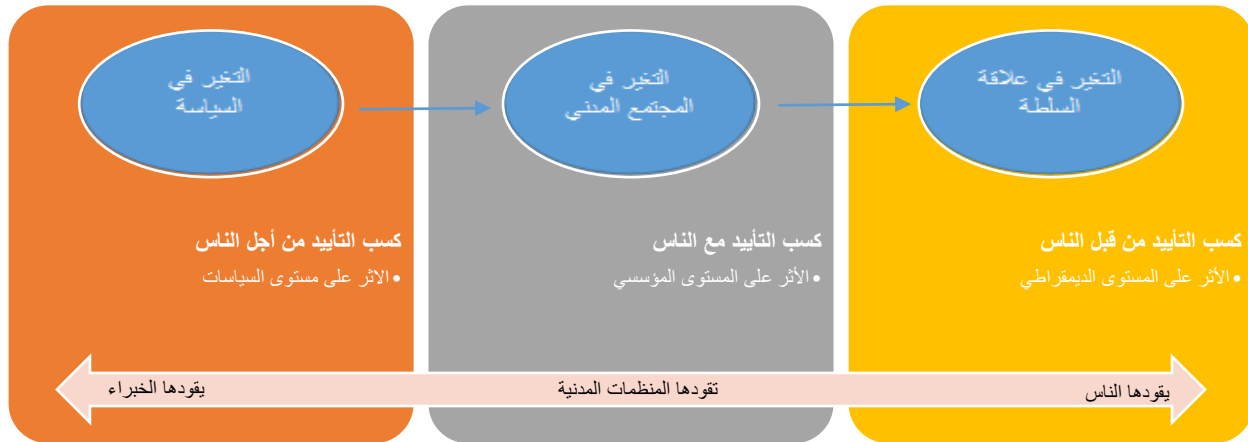 التغير في
السياسة
التغير في
المجتمع المدني
التغير في علاقة
السلطة
كسب التأييد من أجل الناس
• الاثر على مستوى السياسات
كسب التأييد مع الناس
• الأثر على المستوى المؤسسي
كسب التأييد من قبل الناس
• الأثر على المستوى الديمقراطي
يقودها الخبراء
تقودها المنظمات المدنية
يقودها الناس